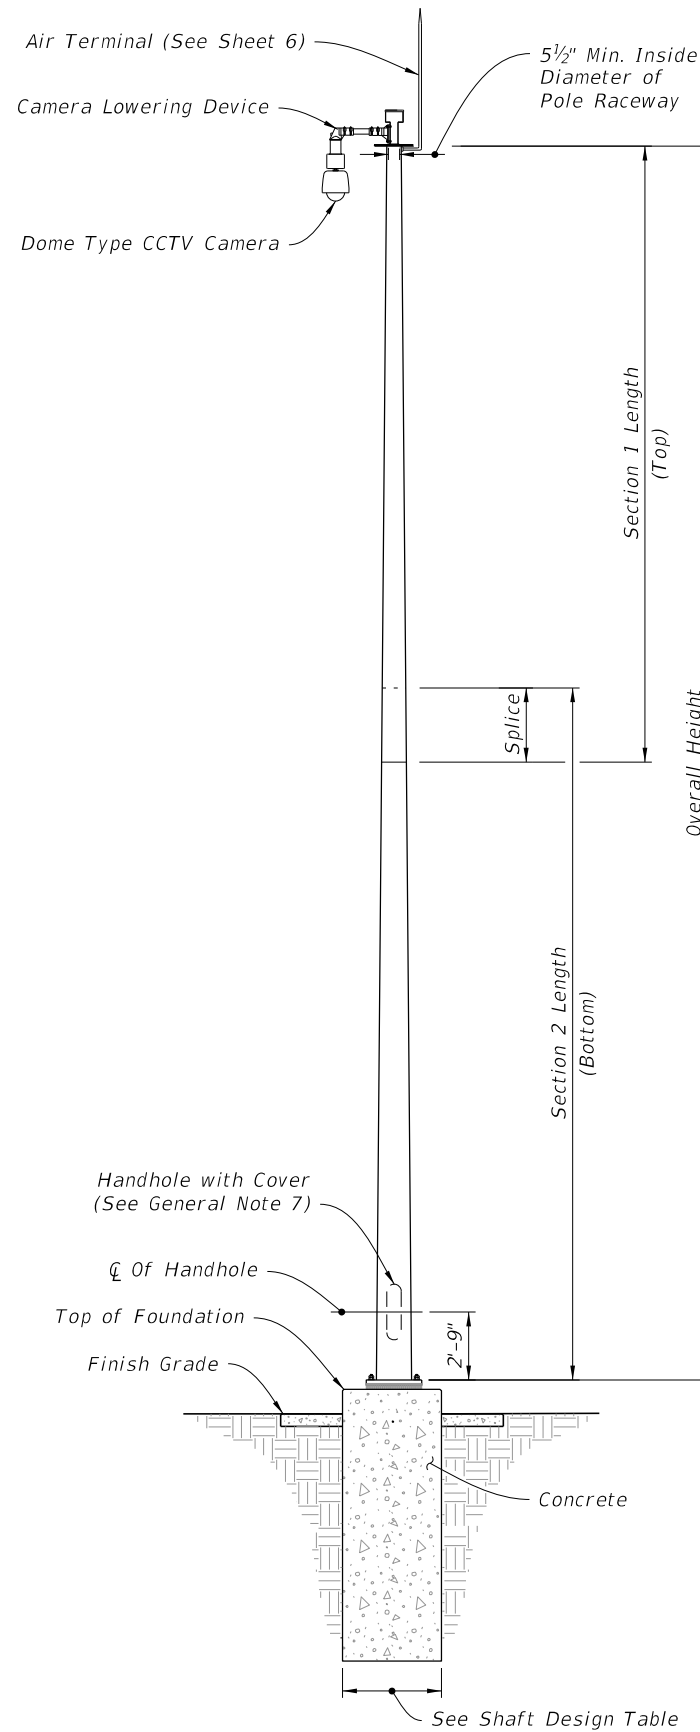 Air Terminal (See Sheet 6)
5½" Min. Inside
Diameter of
Pole Raceway
Camera Lowering Device
Dome Type CCTV Camera
Section 1 Length
(Top)
Splice
Overall Height
Section 2 Length
(Bottom)
Handhole with Cover
(See General Note 7)
℄ Of Handhole
Top of Foundation
2'-9"
Finish Grade
Concrete
See Shaft Design Table